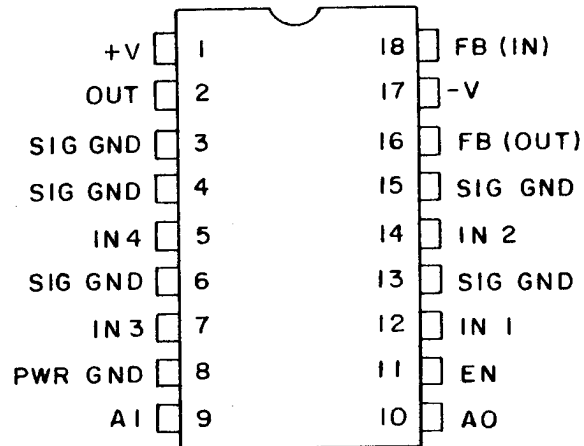 +V 1 18 FB (IN)
OUT 2 17 -V
SIG GND 3 16 FB (OUT)
SIG GND 4 15 SIG GND
IN4 5 14 IN 2
SIG GND 6 13 SIG GND
IN3 7 12 IN 1
PWR GND 8 11 EN
A1 9 10 A0